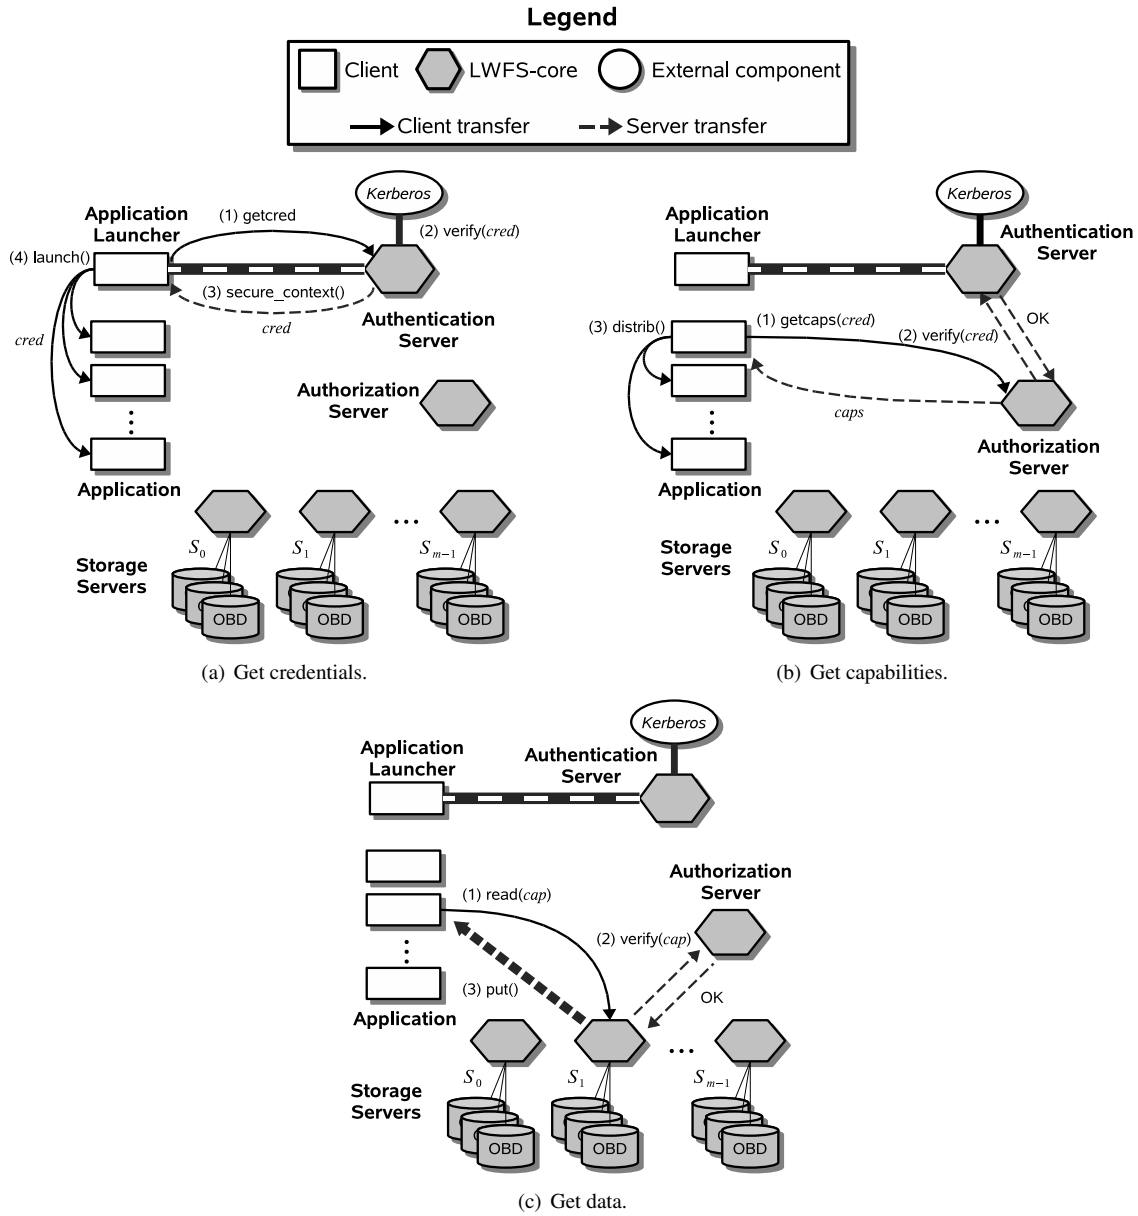 Legend
Client
LWFS-core
External component
Client transfer
Server transfer
Kerberos
Application
Launcher
(1) getcred
(2) verify(cred)
(4) launch()
(3) secure_context()
cred
cred
Authentication
Server
Authorization
Server
Application
S0
S1
...
Sm−1
Storage
Servers
OBD
OBD
OBD
(a) Get credentials.
Kerberos
Application
Launcher
Authentication
Server
(3) distrib()
(1) getcaps(cred)
(2) verify(cred)
OK
caps
Authorization
Server
Application
S0
S1
...
Sm−1
Storage
Servers
OBD
OBD
OBD
(b) Get capabilities.
Kerberos
Application
Launcher
Authentication
Server
(1) read(cap)
Authorization
Server
(2) verify(cap)
(3) put()
OK
Application
S0
S1
...
Sm−1
Storage
Servers
OBD
OBD
OBD
(c) Get data.